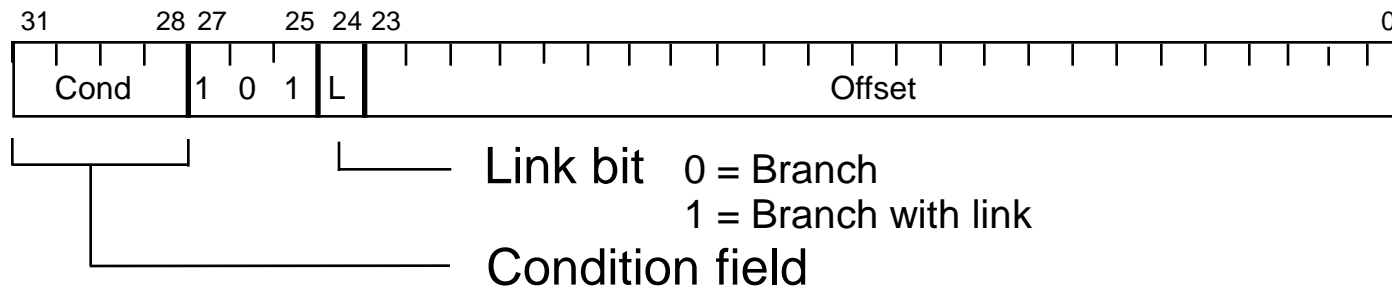 31 28 27 25 24 23 0
Cond 1 0 1 L Offset
Link bit 0 = Branch
1 = Branch with link
Condition field